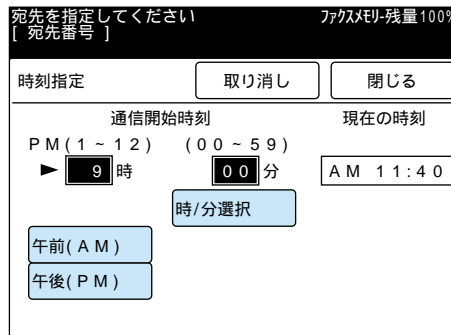 宛先を指定してください ファクスメモリ-残量100%
[ 宛先番号 ]
時刻指定 取り消し 閉じる
通信開始時刻 現在の時刻
PM(1~12) (00~59)
► 9 時 00 分 AM 11:40
時/分選択
午前(AM)
午後(PM)